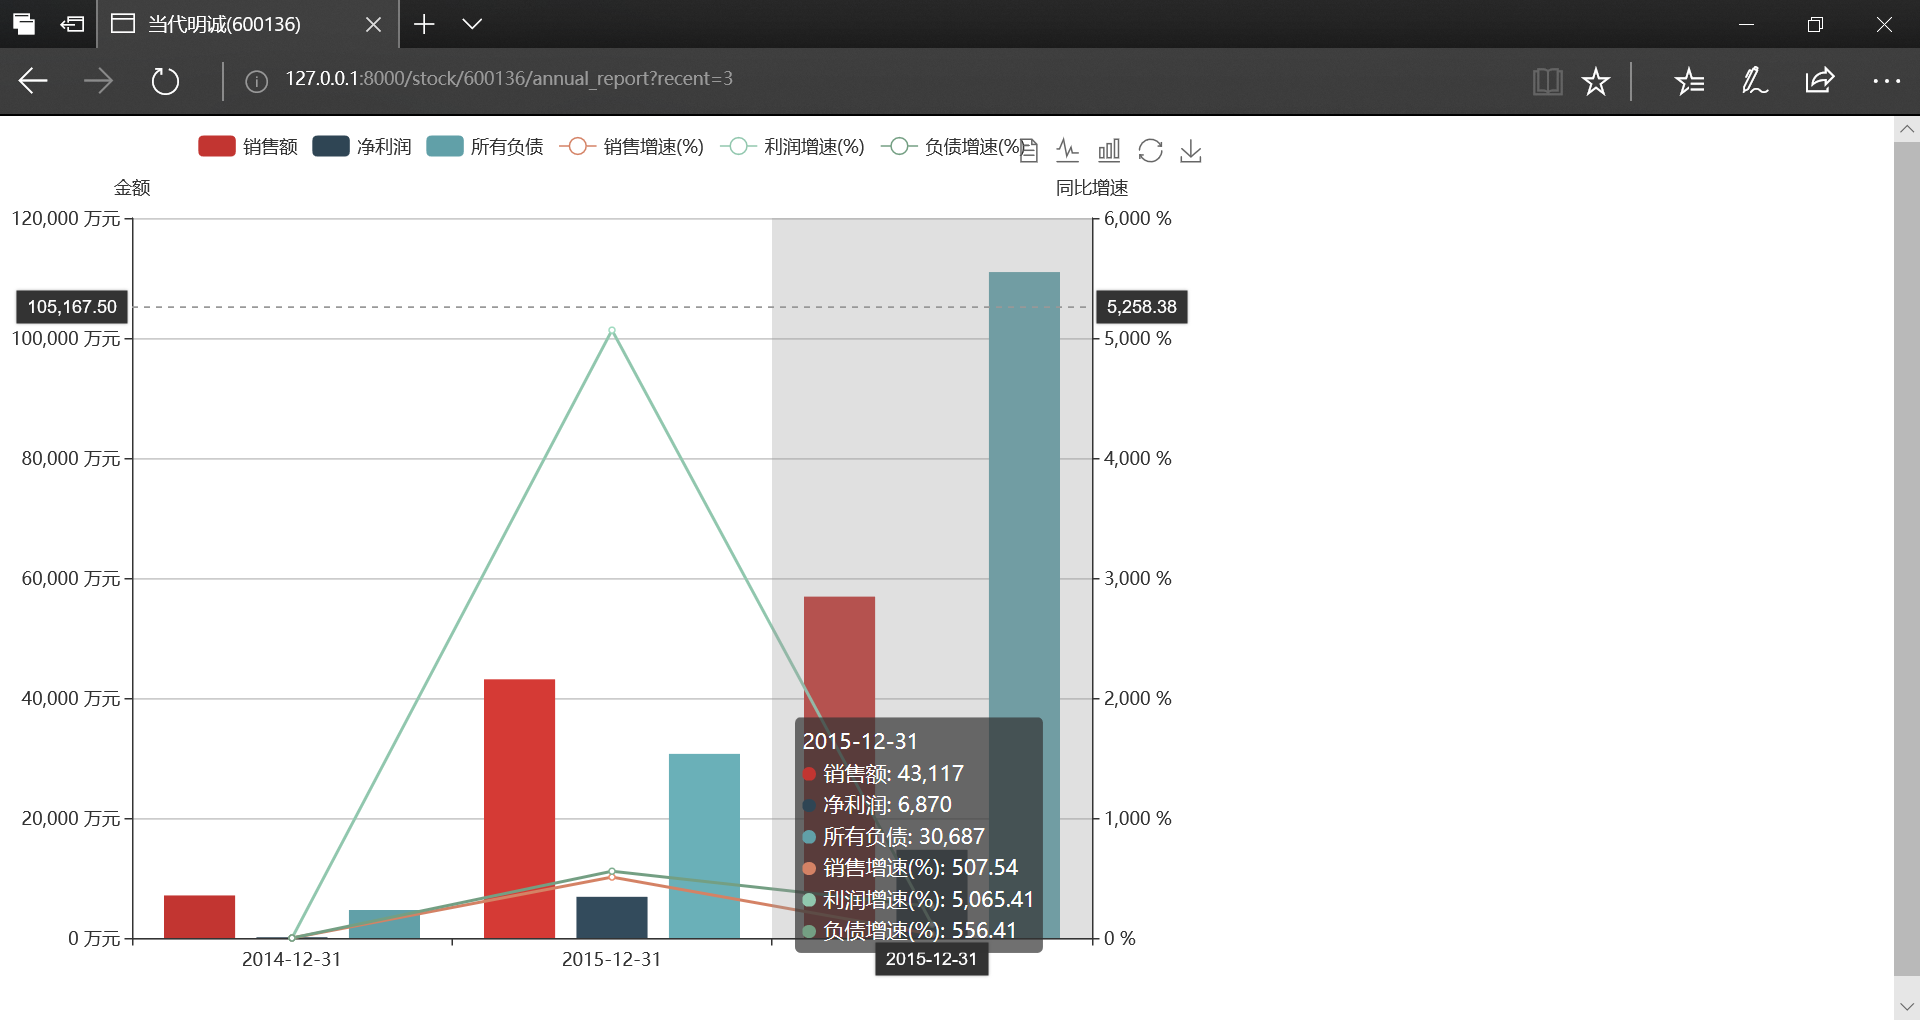 当代明诚(600136)
127.0.0.1:8000/stock/600136/annual_report?recent=3
销售额 净利润 所有负债 销售增速(%) 利润增速(%) 负债增速(%)
金额 同比增速
120,000 万元 6,000 %
105,167.50 5,258.38
100,000 万元 5,000 %
80,000 万元 4,000 %
60,000 万元 3,000 %
40,000 万元 2,000 %
2015-12-31
销售额: 43,117
净利润: 6,870
20,000 万元 1,000 %
所有负债: 30,687
销售增速(%): 507.54
利润增速(%): 5,065.41
负债增速(%): 556.41
0 万元 0 %
2014-12-31 2015-12-31 2015-12-31